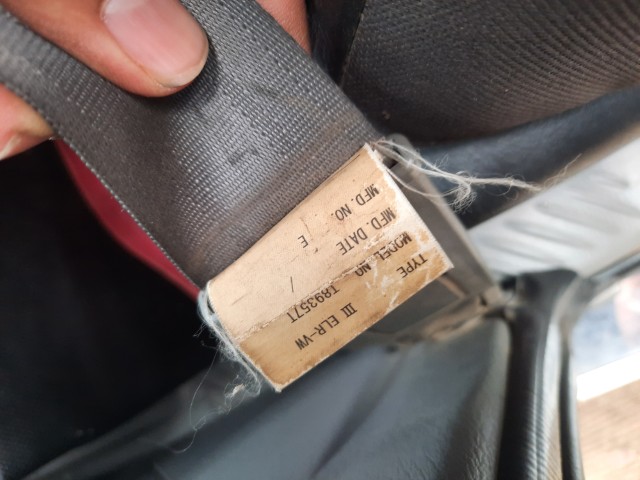 TYPE III ELR-VW
MODEL NO T893571
MFD. DATE /
MFD. NO. E